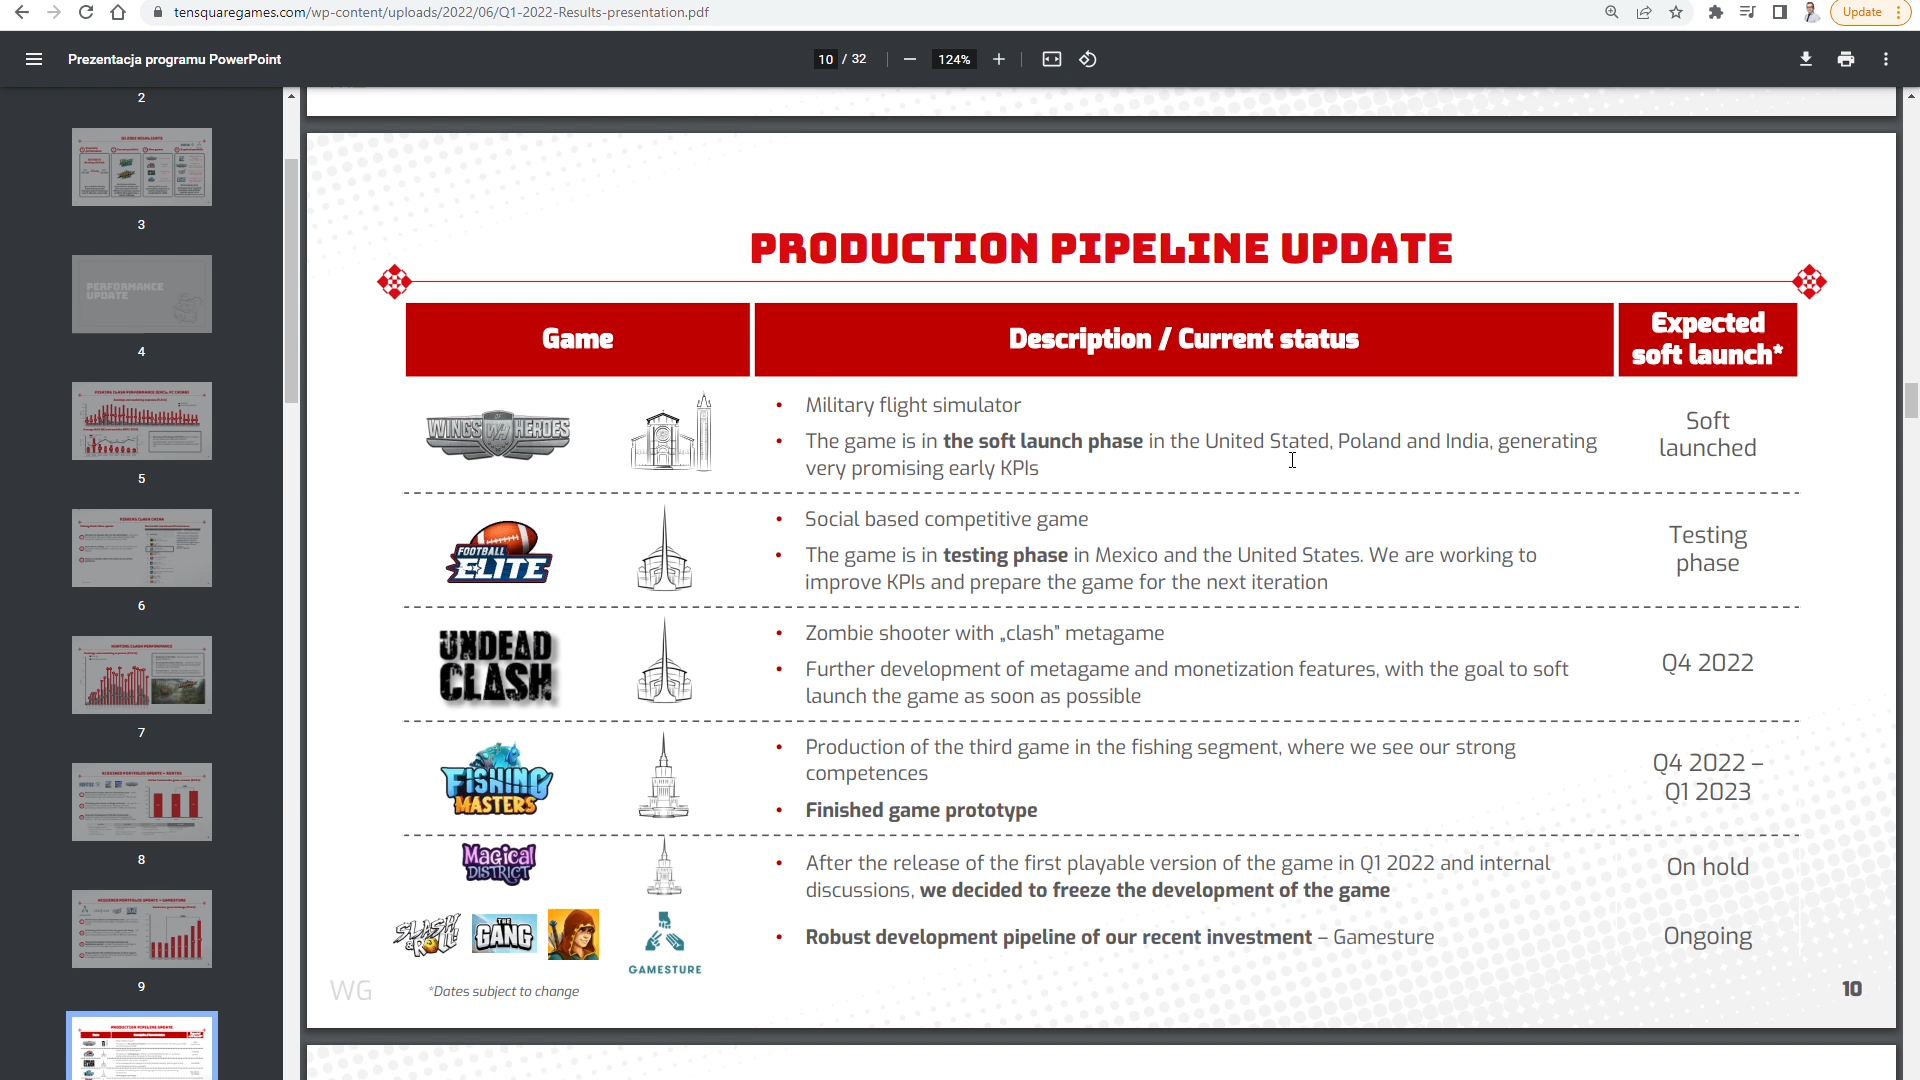 tensquaregames.com/wp-content/uploads/2022/06/Q1-2022-Results-presentation.pdf
Update
Prezentacja programu PowerPoint
10 / 32
124%
2
3
PERFORMANCE
UPDATE
4
5
6
7
8
9
PRODUCTION PIPELINE UPDATE
Game
Description / Current status
Expected
soft launch*
WINGS HEROES
• Military flight simulator
• The game is in the soft launch phase in the United Stated, Poland and India, generating
very promising early KPIs
Soft
launched
FOOTBALL
ELITE
• Social based competitive game
• The game is in testing phase in Mexico and the United States. We are working to
improve KPIs and prepare the game for the next iteration
Testing
phase
UNDEAD
CLASH
• Zombie shooter with „clash” metagame
• Further development of metagame and monetization features, with the goal to soft
launch the game as soon as possible
Q4 2022
FISHING
MASTERS
• Production of the third game in the fishing segment, where we see our strong
competences
• Finished game prototype
Q4 2022 –
Q1 2023
Magical
DISTRICT
• After the release of the first playable version of the game in Q1 2022 and internal
discussions, we decided to freeze the development of the game
On hold
SLASH
& ROLL!
THE
GANG
GAMESTURE
• Robust development pipeline of our recent investment – Gamesture
Ongoing
WG
*Dates subject to change
10
PRODUCTION PIPELINE UPDATE